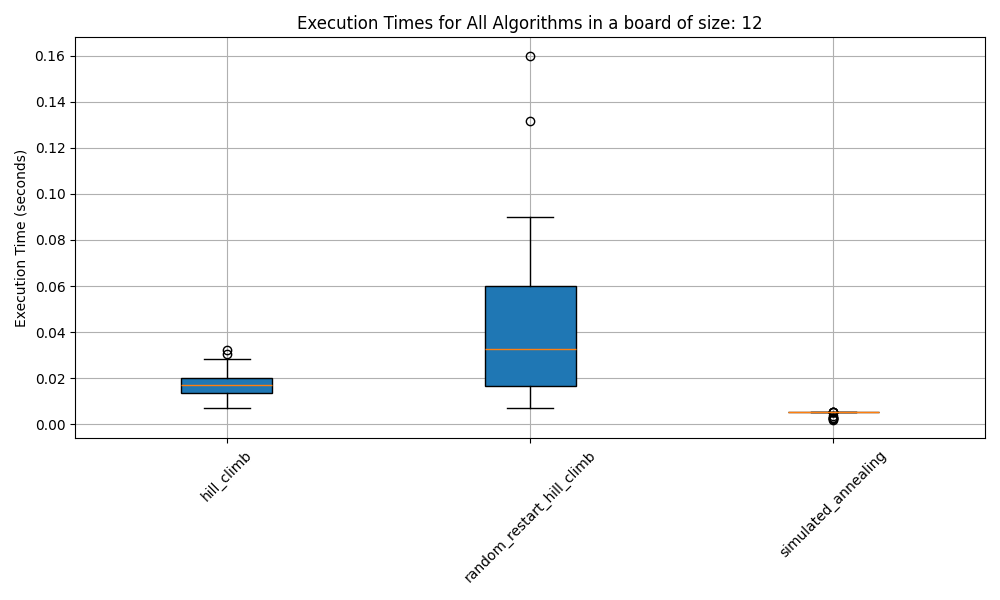 Execution Times for All Algorithms in a board of size: 12
Execution Time (seconds)
0.16
0.14
0.12
0.10
0.08
0.06
0.04
0.02
0.00
hill_climb
random_restart_hill_climb
simulated_annealing